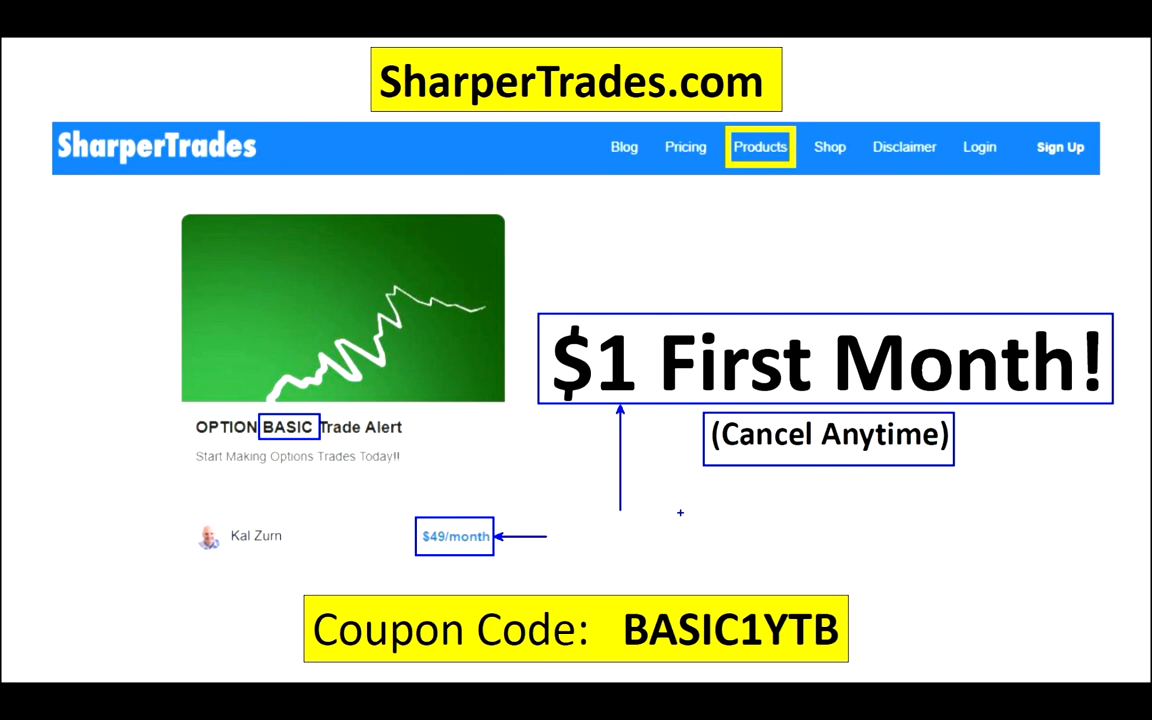 SharperTrades.com
SharperTrades Blog Pricing Products Shop Disclaimer Login Sign Up
$1 First Month!
(Cancel Anytime)
OPTION BASIC Trade Alert
Start Making Options Trades Today!!
Kal Zurn $49/month
Coupon Code: BASIC1YTB